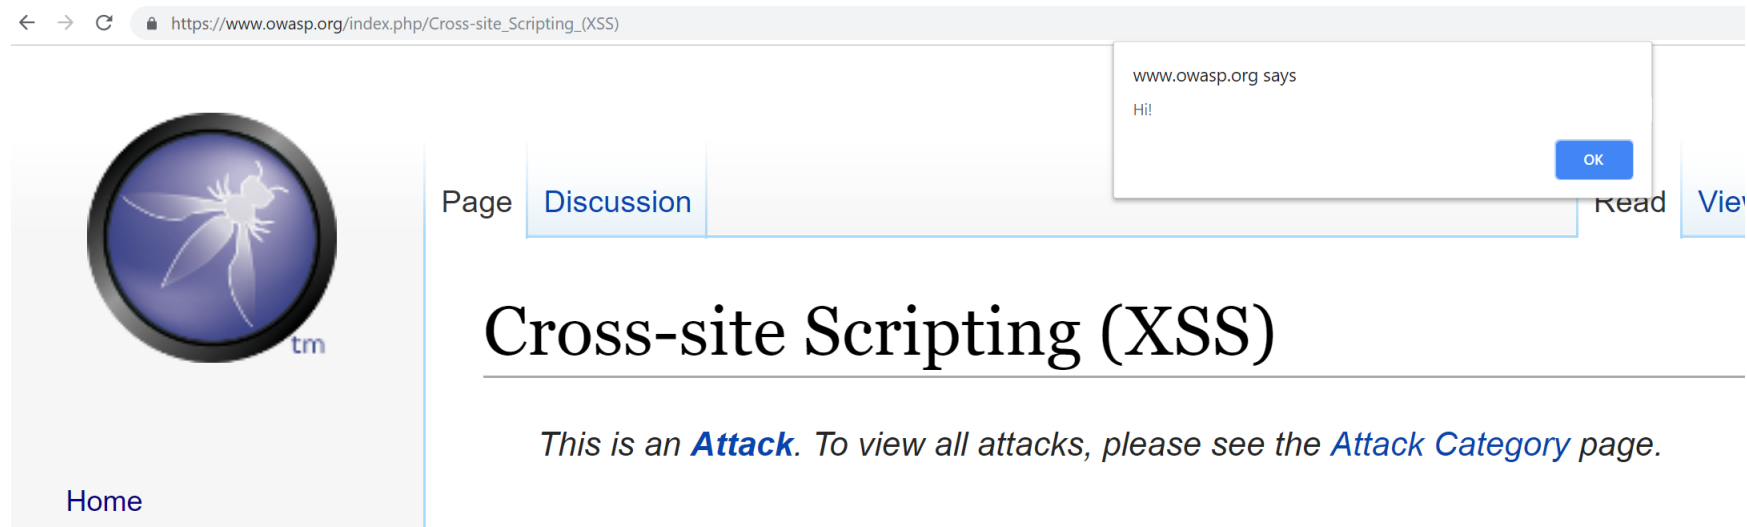 https://www.owasp.org/index.php/Cross-site_Scripting_(XSS)
www.owasp.org says
Hi!
OK
Page Discussion Read
tm
Cross-site Scripting (XSS)
This is an Attack. To view all attacks, please see the Attack Category page.
Home